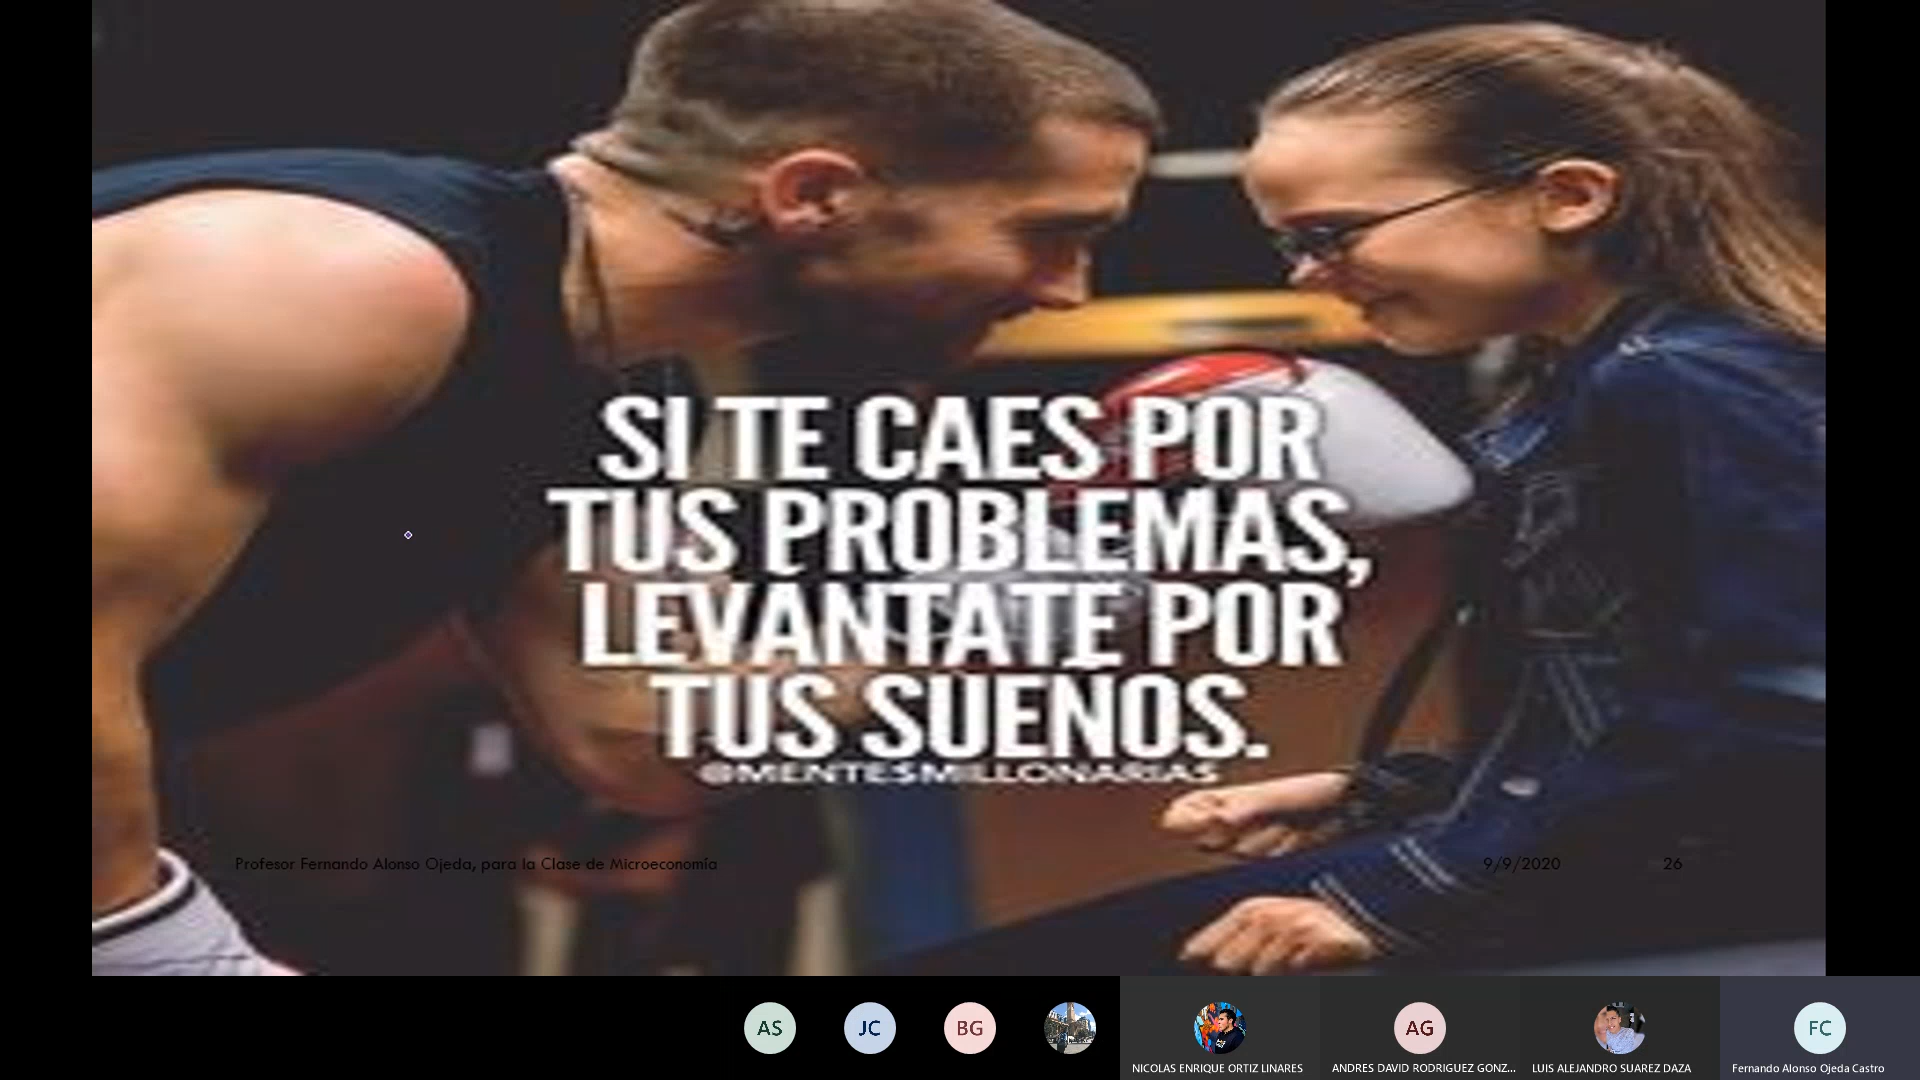 SI TE CAES POR
TUS PROBLEMAS,
LEVÁNTATE POR
TUS SUEÑOS.
@MENTESMILLONARIAS
Profesor Fernando Alonso Ojeda, para la Clase de Microeconomía
9/9/2020
26
AS
JC
BG
AG
FC
NICOLAS ENRIQUE ORTIZ LINARES
ANDRES DAVID RODRIGUEZ GONZ...
LUIS ALEJANDRO SUAREZ DAZA
Fernando Alonso Ojeda Castro